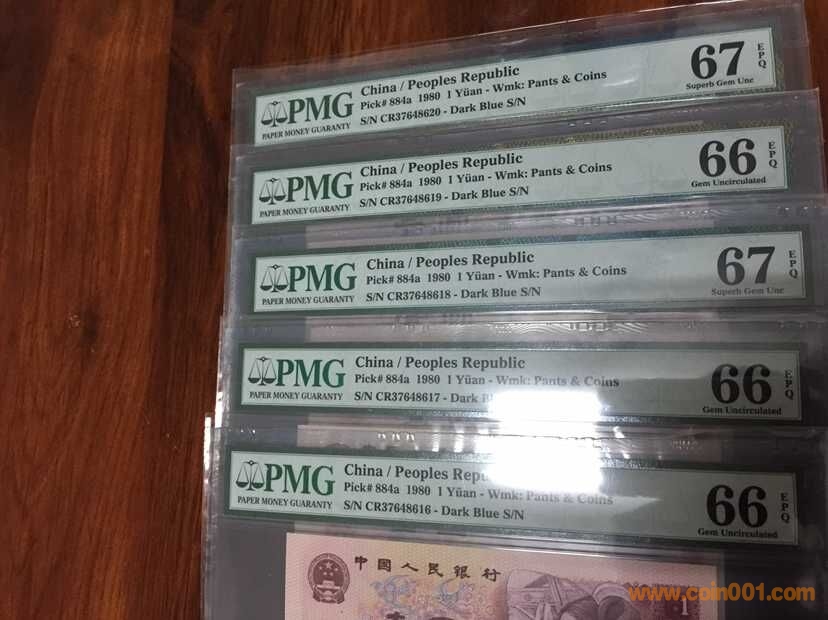 PMG
PAPER MONEY GUARANTY
China / Peoples Republic
Pick# 884a 1980 1 Yüan - Wmk: Pants & Coins
S/N CR37648620 - Dark Blue S/N
67
EPQ
Superb Gem Unc
PMG
PAPER MONEY GUARANTY
China / Peoples Republic
Pick# 884a 1980 1 Yüan - Wmk: Pants & Coins
S/N CR37648619 - Dark Blue S/N
66
EPQ
Gem Uncirculated
PMG
PAPER MONEY GUARANTY
China / Peoples Republic
Pick# 884a 1980 1 Yüan - Wmk: Pants & Coins
S/N CR37648618 - Dark Blue S/N
67
EPQ
Superb Gem Unc
PMG
PAPER MONEY GUARANTY
China / Peoples Republic
Pick# 884a 1980 1 Yüan - Wmk: Pants & Coins
S/N CR37648617 - Dark
66
EPQ
Gem Uncirculated
PMG
PAPER MONEY GUARANTY
China / Peoples
Pick# 884a 1980 1 Yüan - Wmk: Pants & Coins
S/N CR37648616 - Dark Blue S/N
66
EPQ
Gem Uncirculated
中国人民银行
1
www.coin001.com